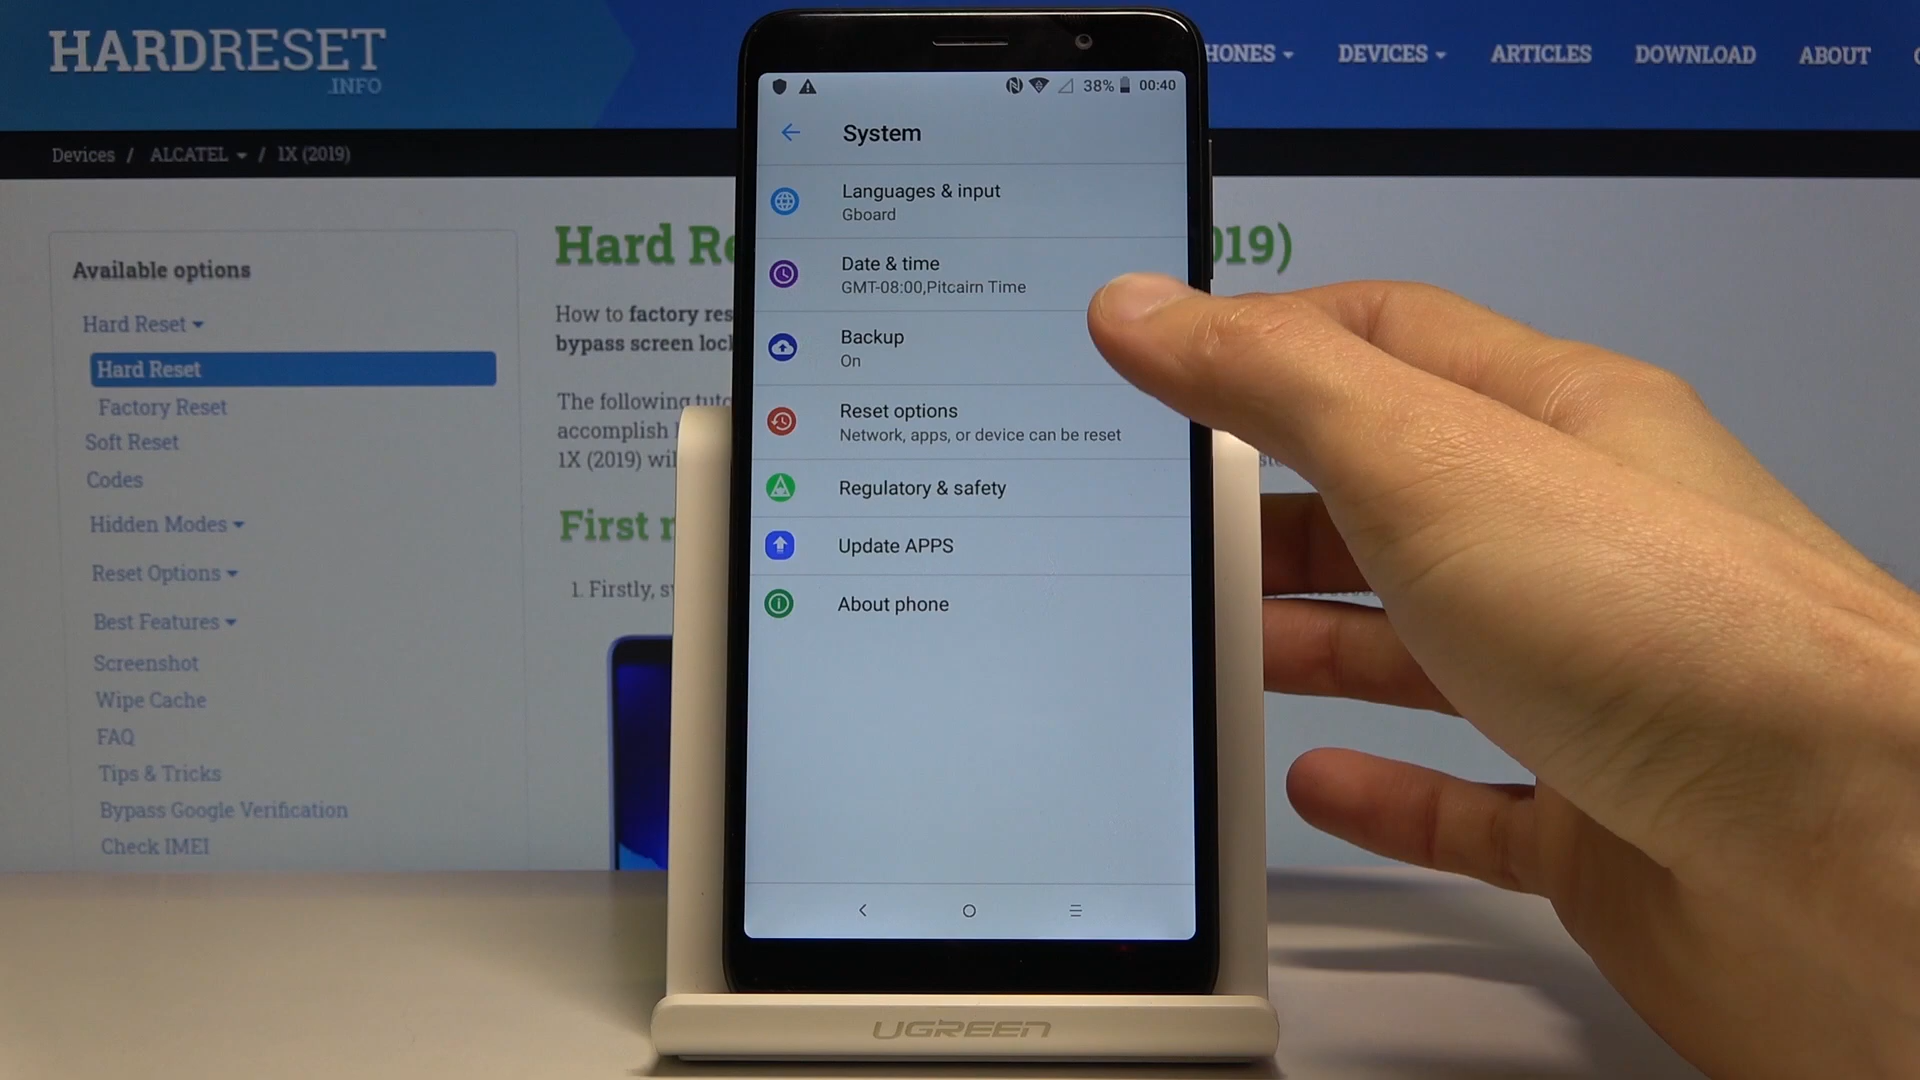 HARDRESET
.INFO
HONES
DEVICES
ARTICLES
DOWNLOAD
ABOUT
Devices / ALCATEL / 1X (2019)
Available options
Hard Reset
Hard Reset
Factory Reset
Soft Reset
Codes
Hidden Modes
Reset Options
Best Features
Screenshot
Wipe Cache
FAQ
Tips & Tricks
Bypass Google Verification
Check IMEI
Hard Re
019)
How to factory res
bypass screen loc
The following tuto
accomplish
1X (2019) wil
First
1. Firstly, s
38% 00:40
System
Languages & input
Gboard
Date & time
GMT-08:00,Pitcairn Time
Backup
On
Reset options
Network, apps, or device can be reset
Regulatory & safety
Update APPS
About phone
UGREEN